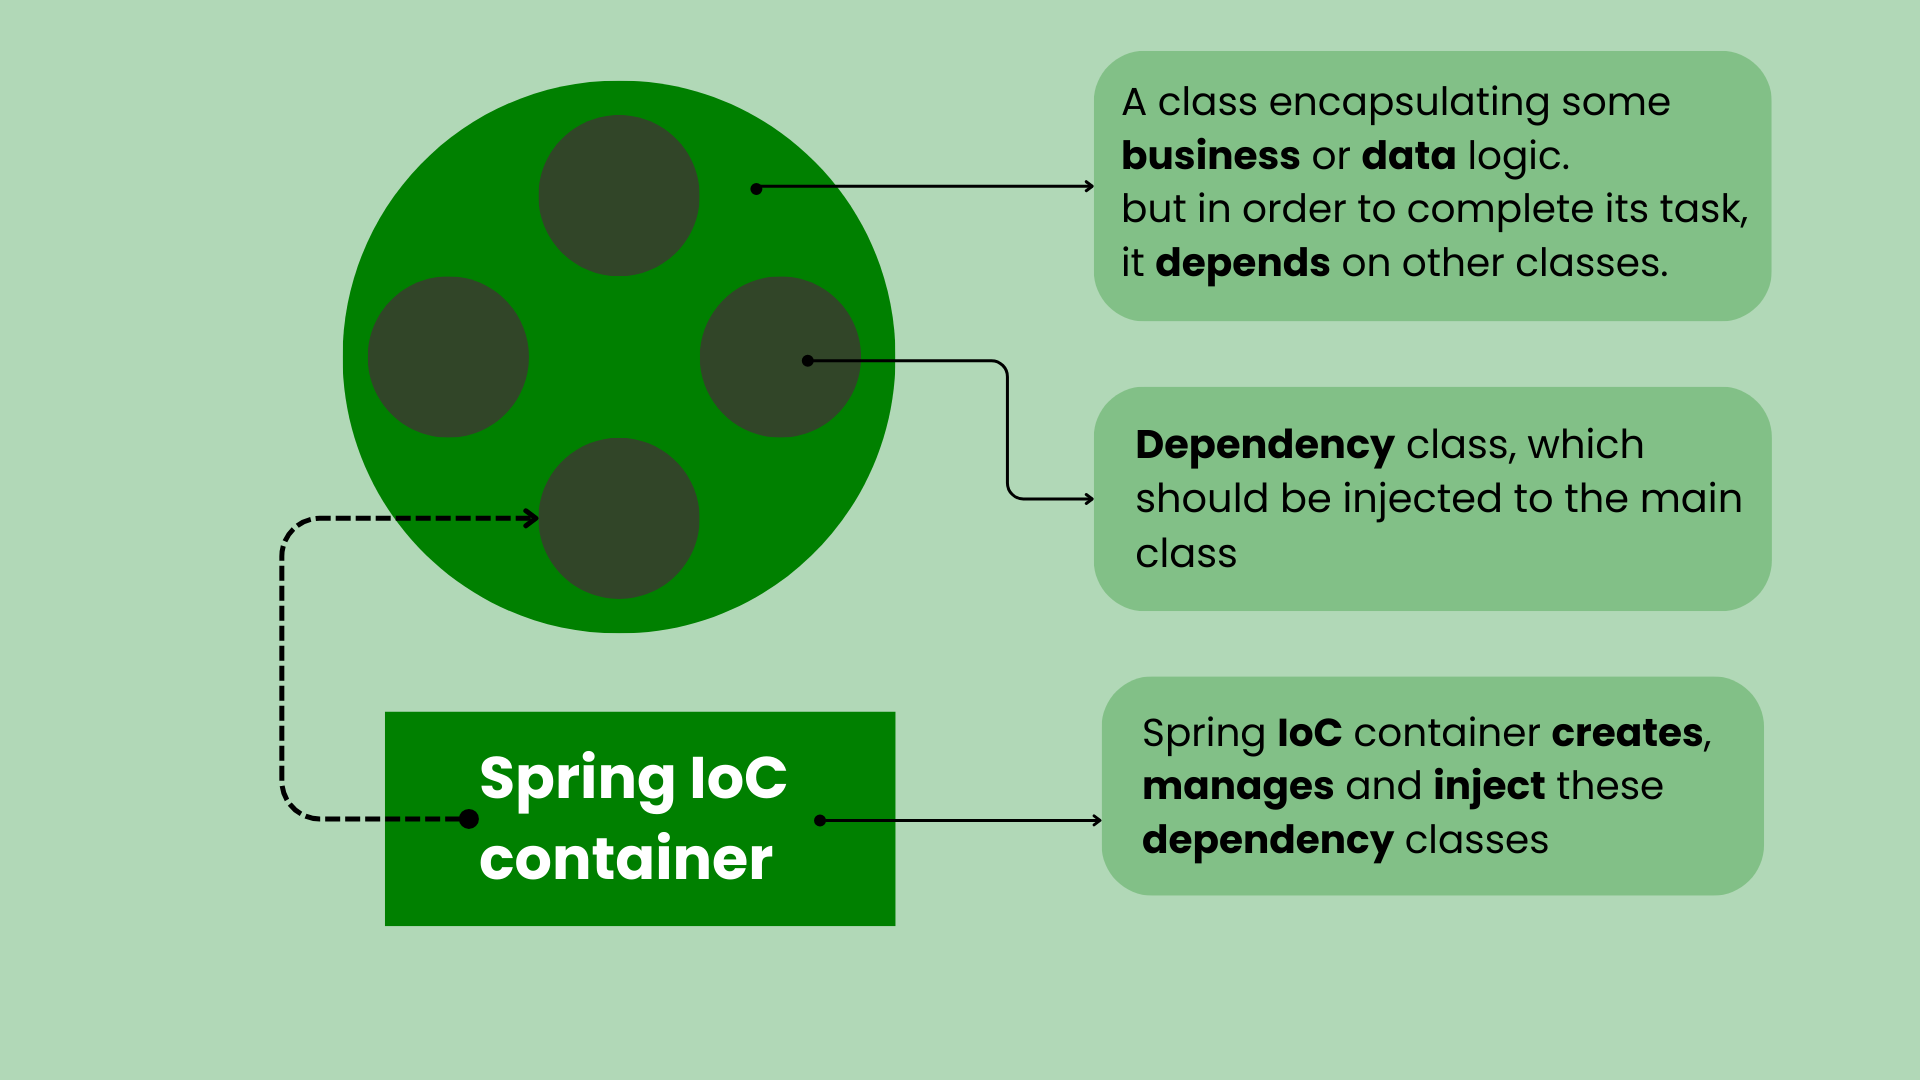 A class encapsulating some
business or data logic.
but in order to complete its task,
it depends on other classes.
Dependency class, which
should be injected to the main
class
Spring IoC
container
Spring IoC container creates,
manages and inject these
dependency classes